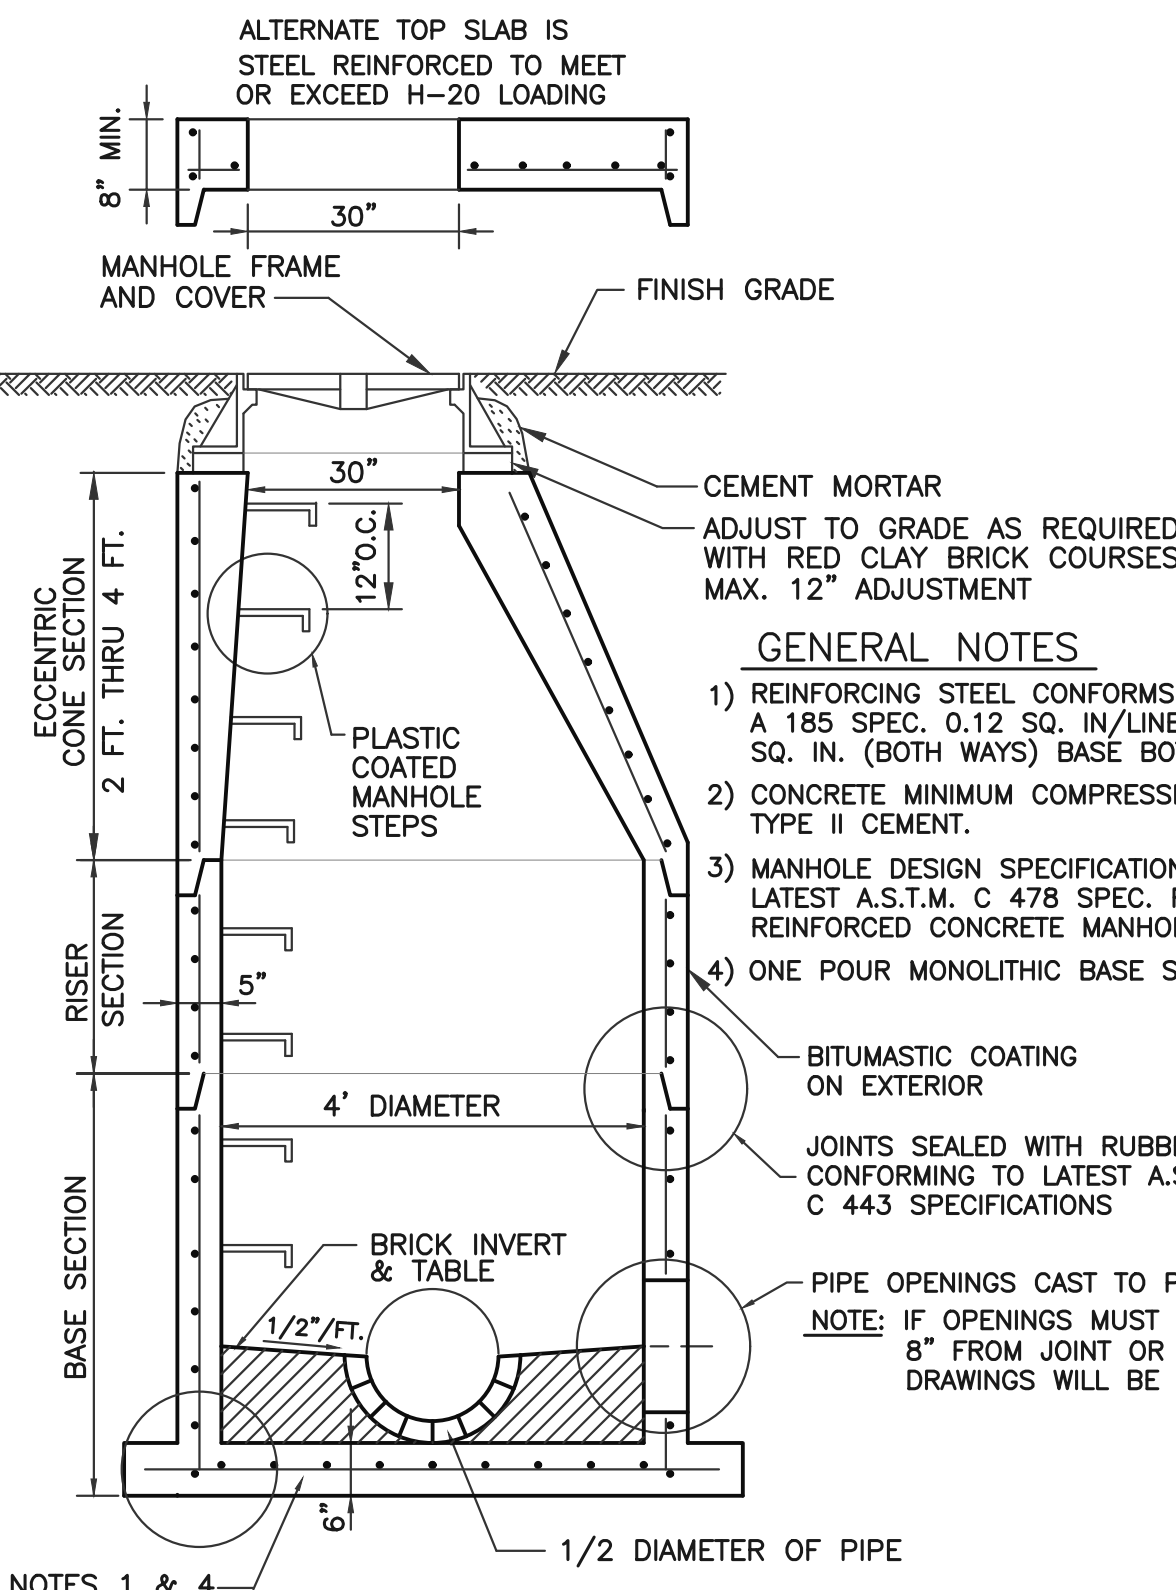 ALTERNATE TOP SLAB IS
STEEL REINFORCED TO MEET
OR EXCEED H-20 LOADING
8" MIN.
30"
MANHOLE FRAME
AND COVER
FINISH GRADE
30"
12"O.C.
CEMENT MORTAR
ADJUST TO GRADE AS REQUIRED
WITH RED CLAY BRICK COURSES
MAX. 12" ADJUSTMENT
ECCENTRIC
CONE SECTION
2 FT. THRU 4 FT.
PLASTIC
COATED
MANHOLE
STEPS
GENERAL NOTES
1) REINFORCING STEEL CONFORMS
A 185 SPEC. 0.12 SQ. IN/LINE
SQ. IN. (BOTH WAYS) BASE BO
2) CONCRETE MINIMUM COMPRESS
TYPE II CEMENT.
3) MANHOLE DESIGN SPECIFICATION
LATEST A.S.T.M. C 478 SPEC.
REINFORCED CONCRETE MANHO
4) ONE POUR MONOLITHIC BASE S
RISER
SECTION
5"
BITUMASTIC COATING
ON EXTERIOR
4' DIAMETER
JOINTS SEALED WITH RUBB
CONFORMING TO LATEST A.S
C 443 SPECIFICATIONS
BASE SECTION
BRICK INVERT
& TABLE
1/2"/FT.
PIPE OPENINGS CAST TO P
NOTE: IF OPENINGS MUST
8" FROM JOINT OR
DRAWINGS WILL BE
6"
1/2 DIAMETER OF PIPE
NOTES 1 & 4